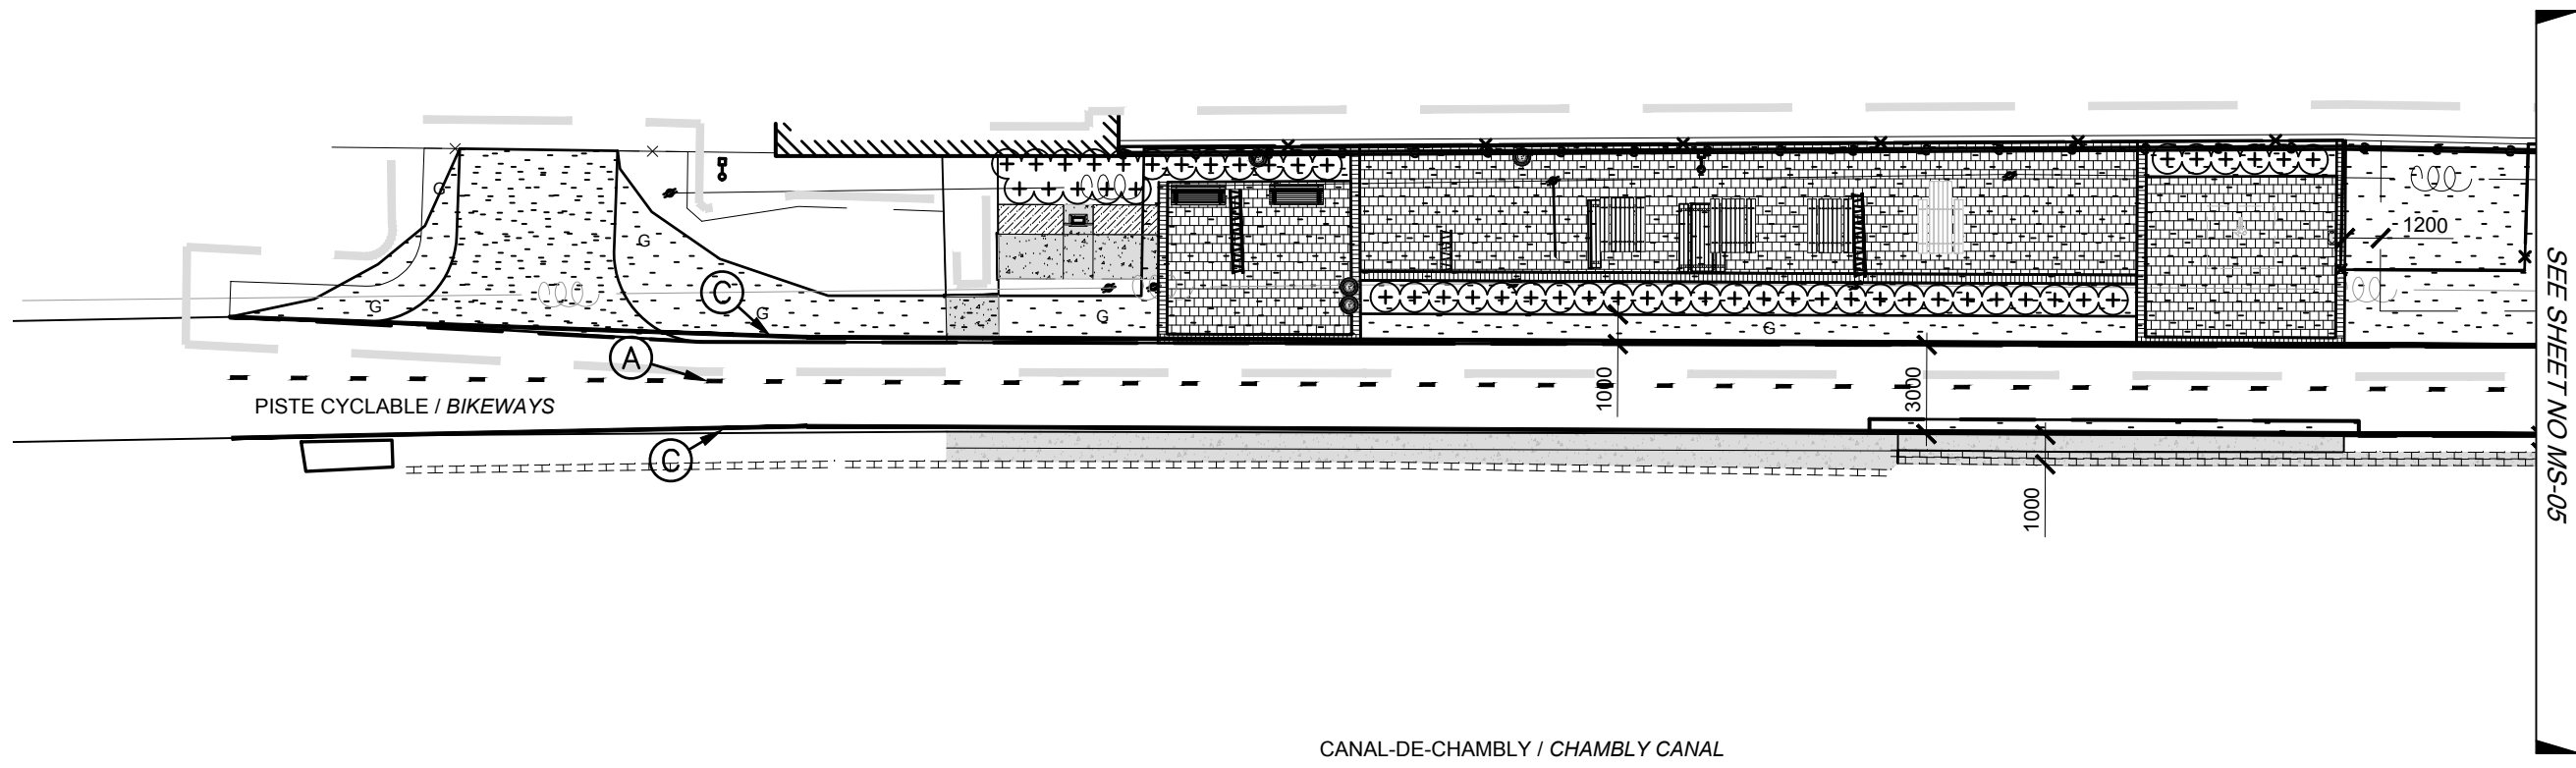 G
1200
G
G
C
G
G
G
A
1000
3000
PISTE CYCLABLE / BIKEWAYS
C
1000
CANAL-DE-CHAMBLY / CHAMBLY CANAL
SEE SHEET NO MS-05